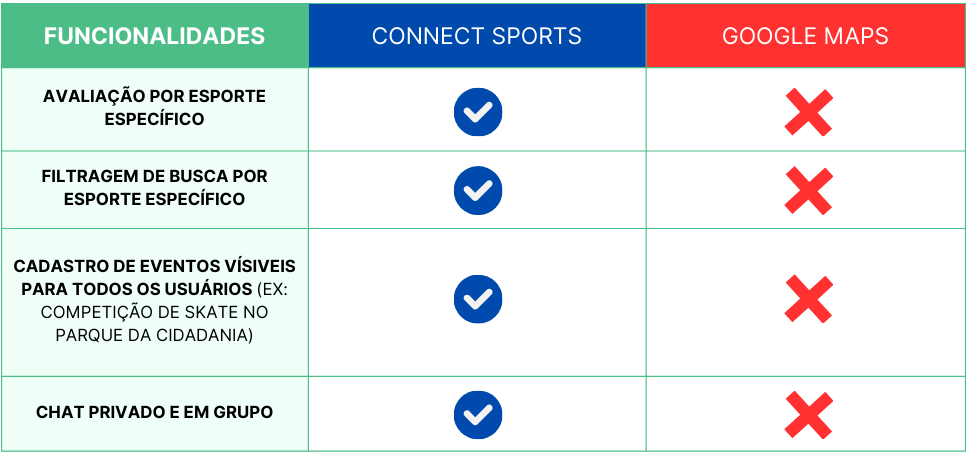 FUNCIONALIDADES
CONNECT SPORTS
GOOGLE MAPS
AVALIAÇÃO POR ESPORTE
ESPECÍFICO
FILTRAGEM DE BUSCA POR
ESPORTE ESPECÍFICO
CADASTRO DE EVENTOS VÍSIVEIS
PARA TODOS OS USUÁRIOS (EX:
COMPETIÇÃO DE SKATE NO
PARQUE DA CIDADANIA)
CHAT PRIVADO E EM GRUPO